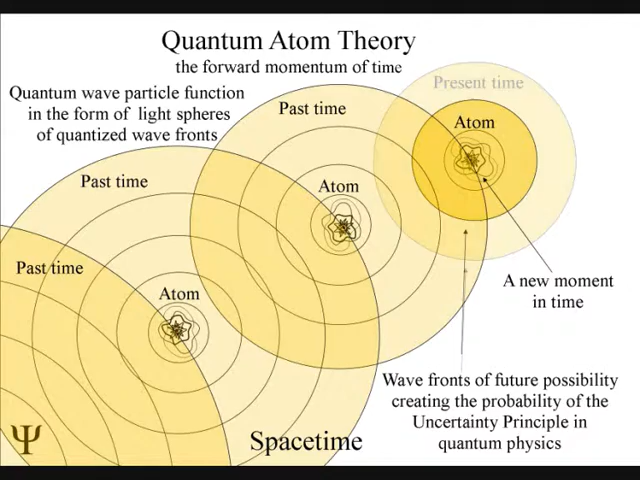 Quantum Atom Theory
the forward momentum of time
Quantum wave particle function
in the form of light spheres
of quantized wave fronts
Present time
Past time
Atom
Past time
Atom
Past time
Atom
A new moment
in time
Wave fronts of future possibility
creating the probability of the
Uncertainty Principle in
quantum physics
Spacetime
Ψ